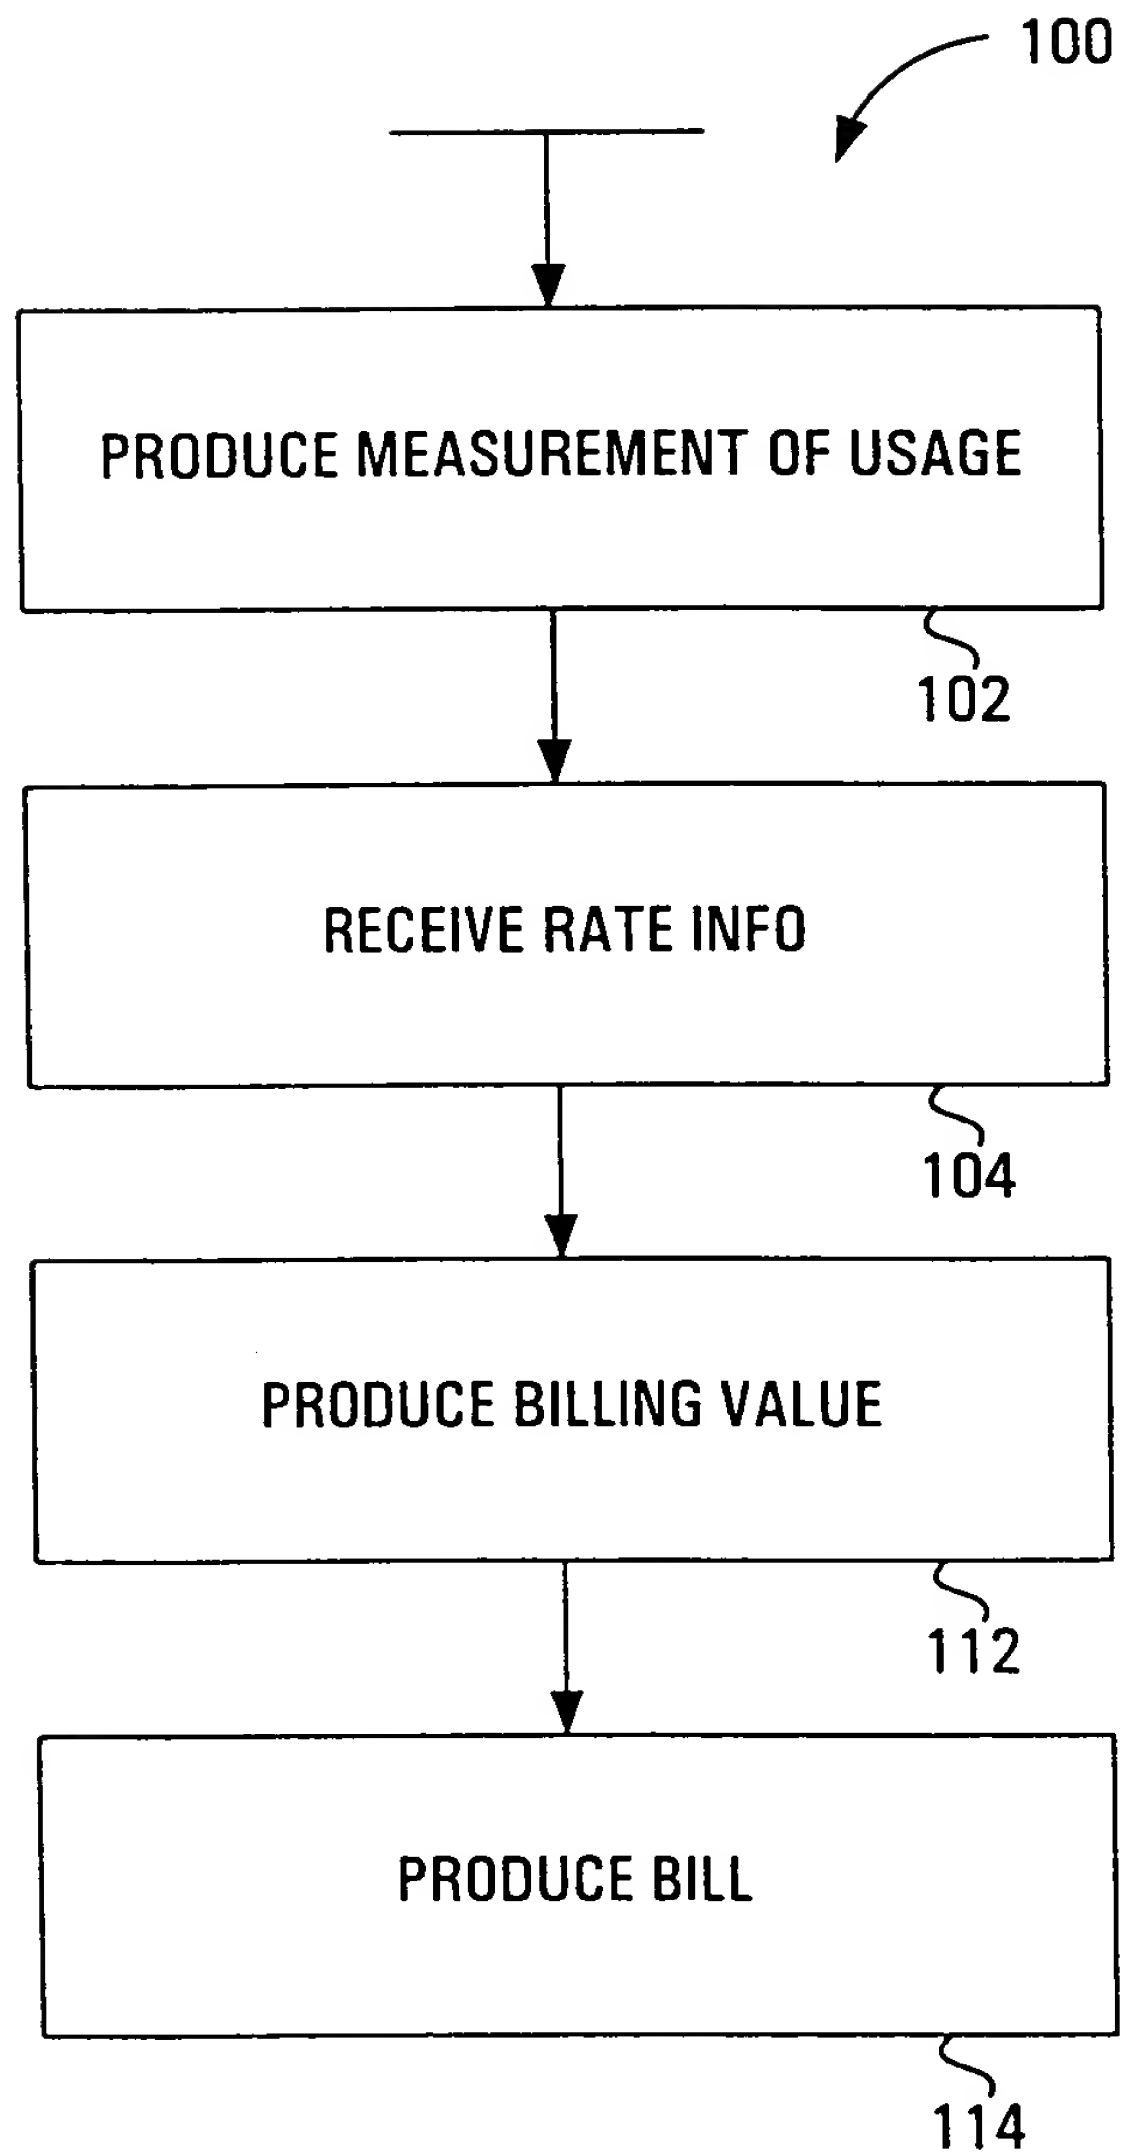 100
PRODUCE MEASUREMENT OF USAGE
102
RECEIVE RATE INFO
104
PRODUCE BILLING VALUE
112
PRODUCE BILL
114